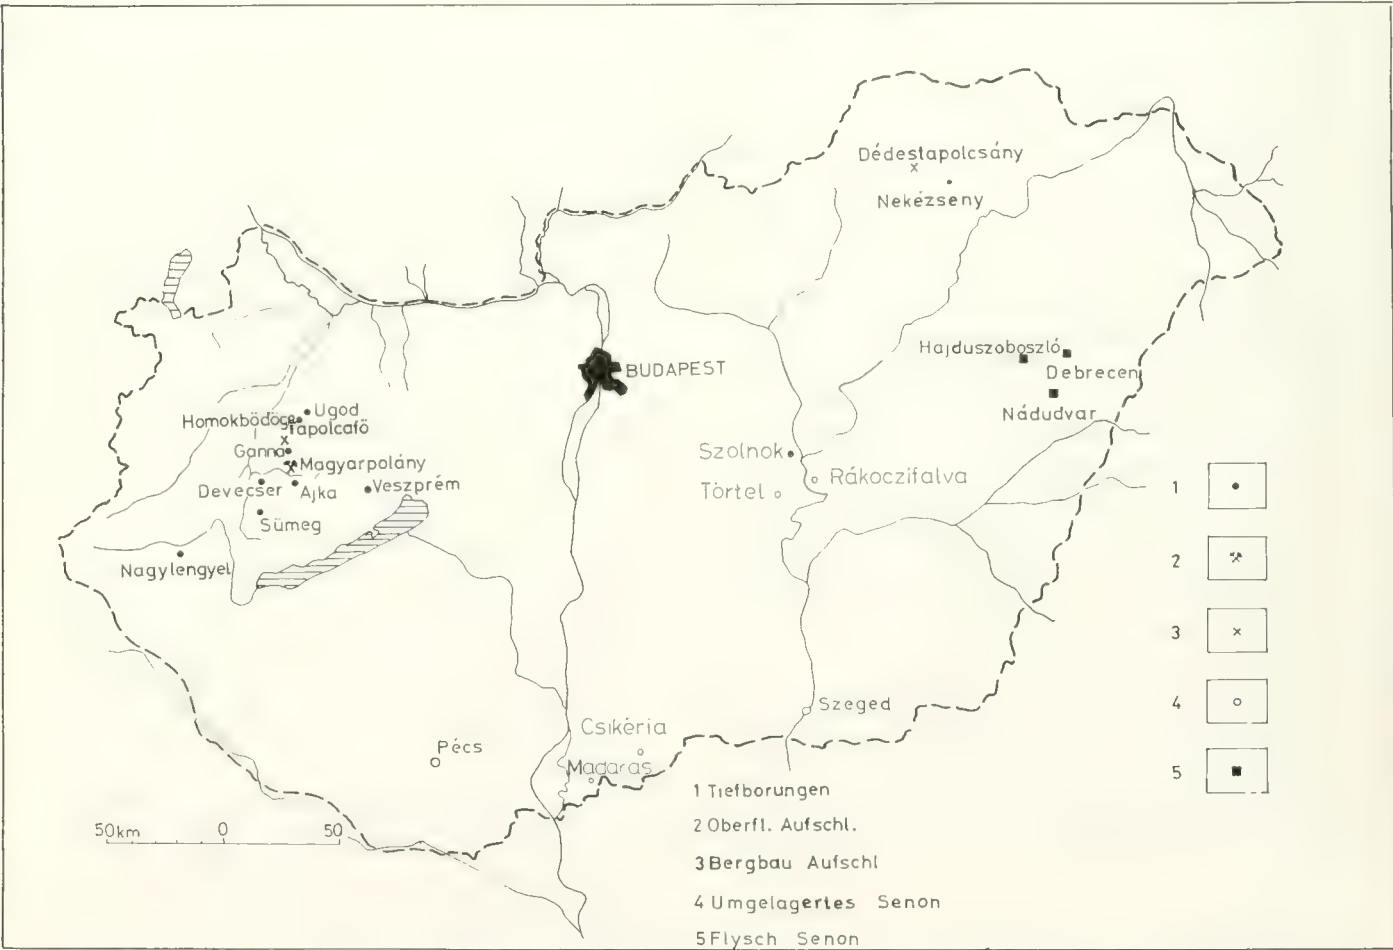 Dédestapolcsány
Nekézseny
Hajduszoboszló
Debrecen
Nádudvar
BUDAPEST
Ugod
Homokbödöge
Tapolcafö
Ganna
Magyarpolány
Devecser
Ajka
Veszprém
Sümeg
Nagylengyel
Szolnok
Rákoczifalva
Törtel
Szeged
Csikéria
Madaras
Pécs
50km 0 50
1
2
3
4
5
1 Tiefborungen
2 Oberfl. Aufschl.
3 Bergbau Aufschl
4 Umgelagertes Senon
5 Flysch Senon